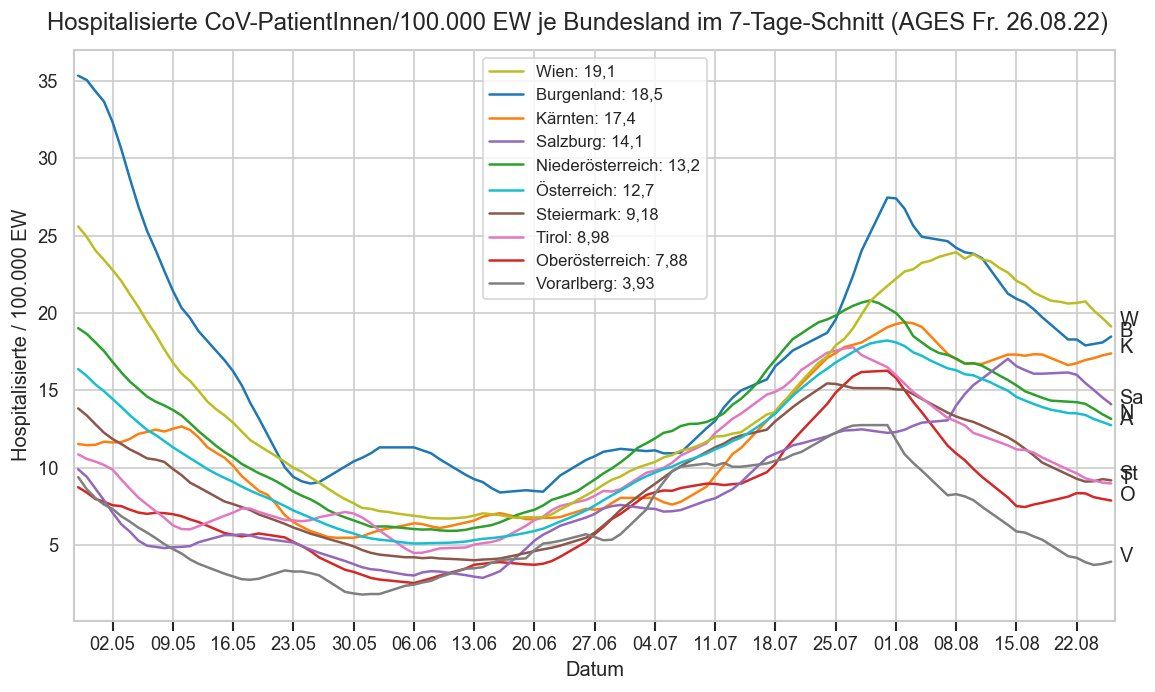 Hospitalisierte CoV-PatientInnen/100.000 EW je Bundesland im 7-Tage-Schnitt (AGES Fr. 26.08.22)
Hospitalisierte / 100.000 EW
35
30
25
20
15
10
5
Wien: 19,1
Burgenland: 18,5
Kärnten: 17,4
Salzburg: 14,1
Niederösterreich: 13,2
Österreich: 12,7
Steiermark: 9,18
Tirol: 8,98
Oberösterreich: 7,88
Vorarlberg: 3,93
W
B
K
Sa
N
A
St
T
O
V
02.05 09.05 16.05 23.05 30.05 06.06 13.06 20.06 27.06 04.07 11.07 18.07 25.07 01.08 08.08 15.08 22.08
Datum